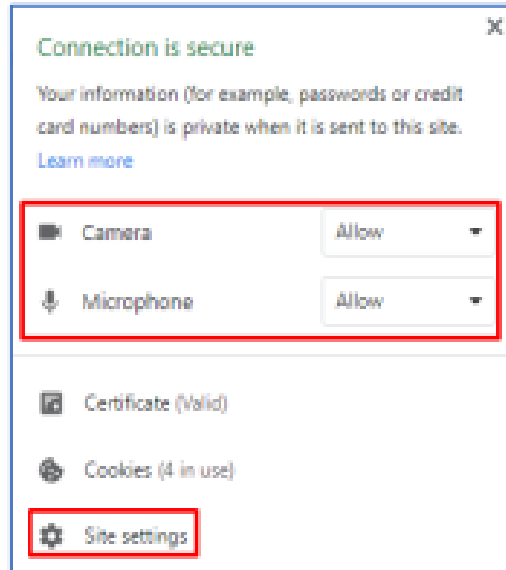 Connection is secure
Your information (for example, passwords or credit
card numbers) is private when it is sent to this site.
Learn more
Camera Allow
Microphone Allow
Certificate (Valid)
Cookies (4 in use)
Site settings